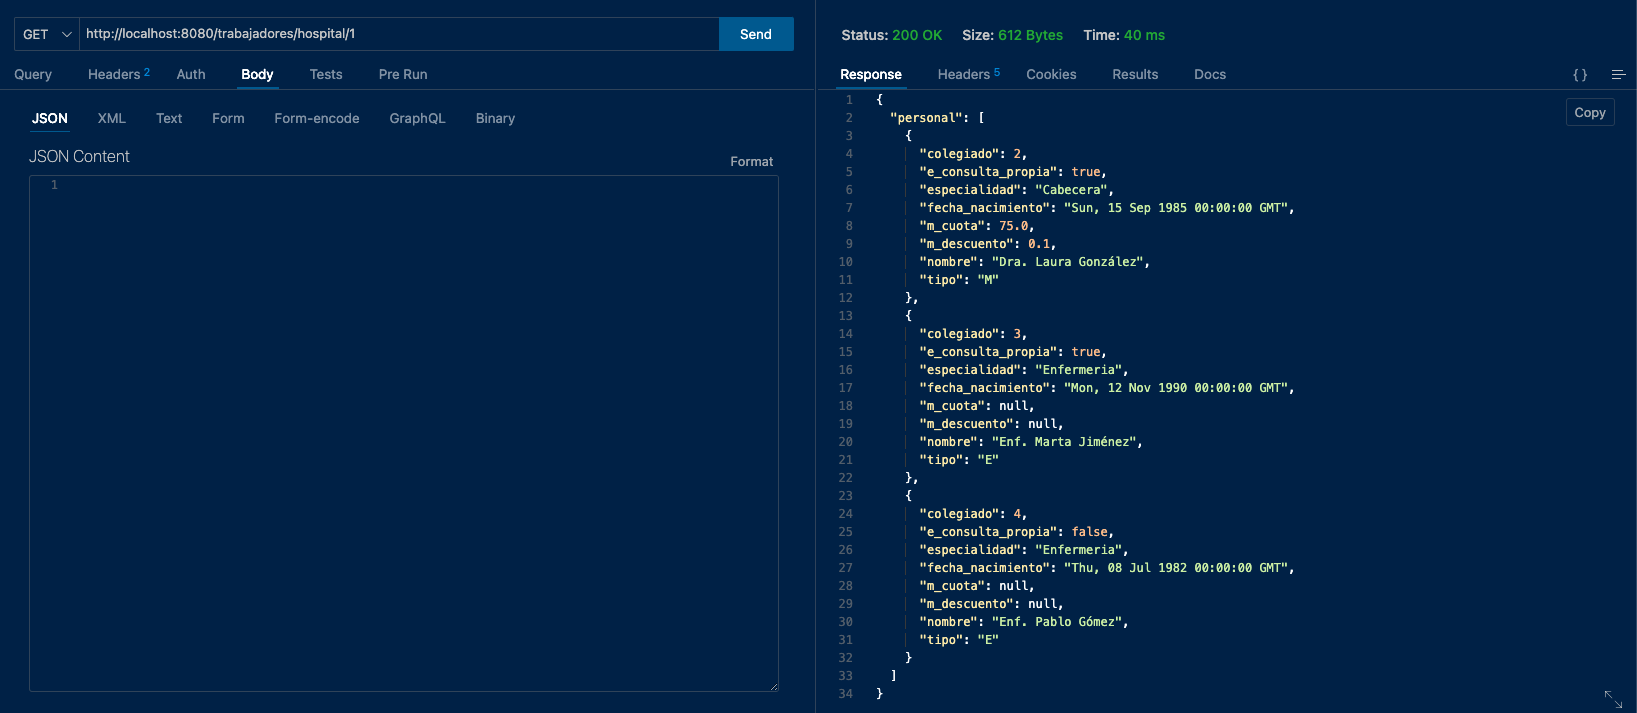 GET http://localhost:8080/trabajadores/hospital/1 Send
Query Headers 2 Auth Body Tests Pre Run
JSON XML Text Form Form-encode GraphQL Binary
JSON Content
Format
1
Status: 200 OK Size: 612 Bytes Time: 40 ms
Response Headers 5 Cookies Results Docs {}
Copy
1 {
2 "personal": [
3 {
4 "colegiado": 2,
5 "e_consulta_propia": true,
6 "especialidad": "Cabecera",
7 "fecha_nacimiento": "Sun, 15 Sep 1985 00:00:00 GMT",
8 "m_cuota": 75.0,
9 "m_descuento": 0.1,
10 "nombre": "Dra. Laura González",
11 "tipo": "M"
12 },
13 {
14 "colegiado": 3,
15 "e_consulta_propia": true,
16 "especialidad": "Enfermeria",
17 "fecha_nacimiento": "Mon, 12 Nov 1990 00:00:00 GMT",
18 "m_cuota": null,
19 "m_descuento": null,
20 "nombre": "Enf. Marta Jiménez",
21 "tipo": "E"
22 },
23 {
24 "colegiado": 4,
25 "e_consulta_propia": false,
26 "especialidad": "Enfermeria",
27 "fecha_nacimiento": "Thu, 08 Jul 1982 00:00:00 GMT",
28 "m_cuota": null,
29 "m_descuento": null,
30 "nombre": "Enf. Pablo Gómez",
31 "tipo": "E"
32 }
33 ]
34 }